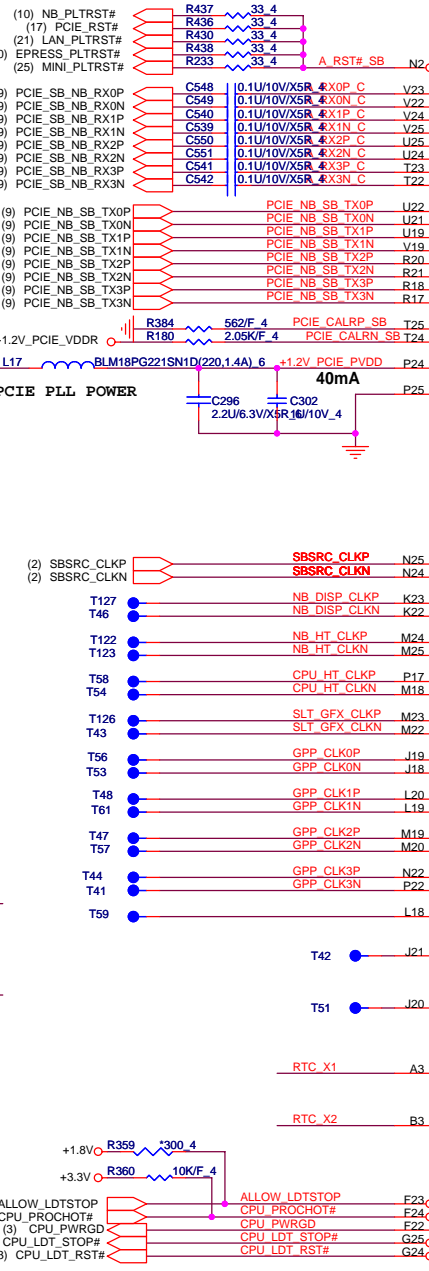 (10) NB_PLTRST# R437 33_4
(17) PCIE_RST# R436 33_4
(21) LAN_PLTRST# R430 33_4
EPRESS_PLTRST# R438 33_4
(25) MINI_PLTRST# R233 33_4 A_RST#_SB N2
PCIE_SB_NB_RX0P C548 0.1U/10V/X5R_4 RX0P_C V23
PCIE_SB_NB_RX0N C549 0.1U/10V/X5R_4 RX0N_C V22
PCIE_SB_NB_RX1P C540 0.1U/10V/X5R_4 RX1P_C V24
PCIE_SB_NB_RX1N C539 0.1U/10V/X5R_4 RX1N_C V25
PCIE_SB_NB_RX2P C550 0.1U/10V/X5R_4 RX2P_C U25
PCIE_SB_NB_RX2N C551 0.1U/10V/X5R_4 RX2N_C U24
PCIE_SB_NB_RX3P C541 0.1U/10V/X5R_4 RX3P_C T23
PCIE_SB_NB_RX3N C542 0.1U/10V/X5R_4 RX3N_C T22
(9) PCIE_NB_SB_TX0P PCIE_NB_SB_TX0P U22
(9) PCIE_NB_SB_TX0N PCIE_NB_SB_TX0N U21
(9) PCIE_NB_SB_TX1P PCIE_NB_SB_TX1P U19
(9) PCIE_NB_SB_TX1N PCIE_NB_SB_TX1N V19
(9) PCIE_NB_SB_TX2P PCIE_NB_SB_TX2P R20
(9) PCIE_NB_SB_TX2N PCIE_NB_SB_TX2N R21
(9) PCIE_NB_SB_TX3P PCIE_NB_SB_TX3P R18
(9) PCIE_NB_SB_TX3N PCIE_NB_SB_TX3N R17
R384 562/F_4 PCIE_CALRP_SB T25
+1.2V_PCIE_VDDR R180 2.05K/F_4 PCIE_CALRN_SB T24
L17 BLM18PG221SN1D(220,1.4A)_6 +1.2V_PCIE_PVDD P24
40mA
PCIE PLL POWER P25
C296 C302
2.2U/6.3V/X5R_6 1U/10V_4
(2) SBSRC_CLKP SBSRC_CLKP N25
(2) SBSRC_CLKN SBSRC_CLKN N24
T127 NB_DISP_CLKP K23
T46 NB_DISP_CLKN K22
T122 NB_HT_CLKP M24
T123 NB_HT_CLKN M25
T58 CPU_HT_CLKP P17
T54 CPU_HT_CLKN M18
T126 SLT_GFX_CLKP M23
T43 SLT_GFX_CLKN M22
T56 GPP_CLK0P J19
T53 GPP_CLK0N J18
T48 GPP_CLK1P L20
T61 GPP_CLK1N L19
T47 GPP_CLK2P M19
T57 GPP_CLK2N M20
T44 GPP_CLK3P N22
T41 GPP_CLK3N P22
T59 L18
T42 J21
T51 J20
RTC_X1 A3
RTC_X2 B3
+1.8V R359 *300_4
+3.3V R360 10K/F_4
ALLOW_LDTSTOP ALLOW_LDTSTOP F23
CPU_PROCHOT# CPU_PROCHOT# F24
(3) CPU_PWRGD CPU_PWRGD F22
CPU_LDT_STOP# CPU_LDT_STOP# G25
CPU_LDT_RST# CPU_LDT_RST# G24